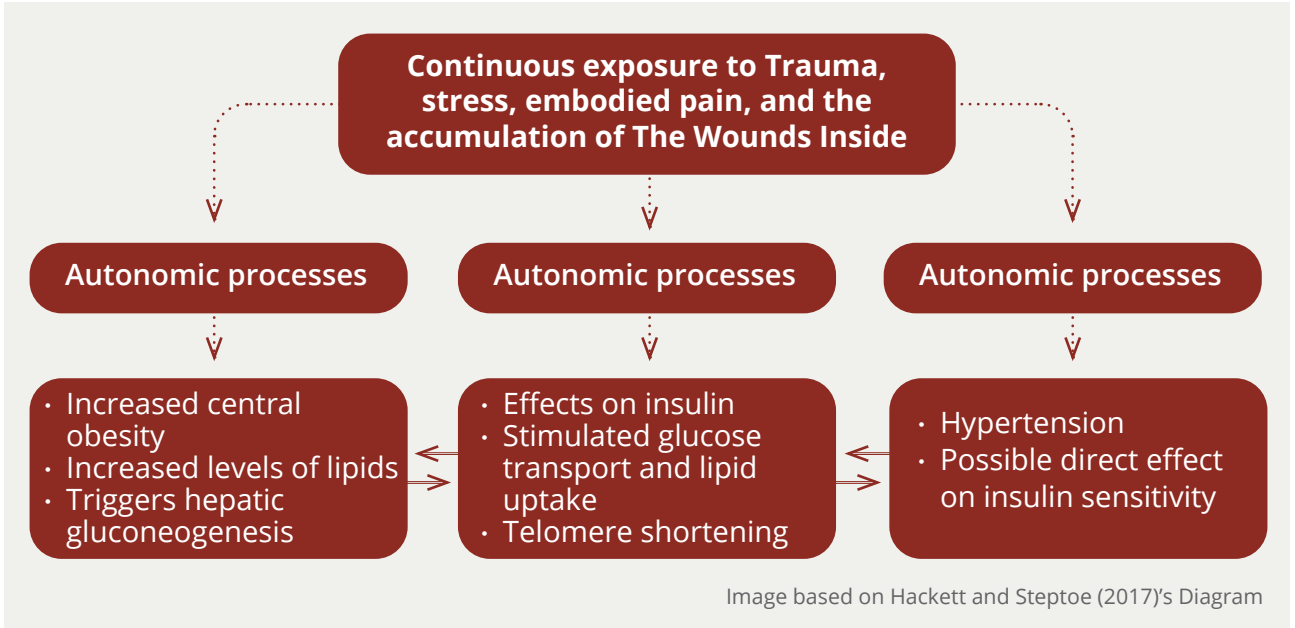 Continuous exposure to Trauma,
stress, embodied pain, and the
accumulation of The Wounds Inside
Autonomic processes
Autonomic processes
Autonomic processes
· Increased central
obesity
· Increased levels of lipids
· Triggers hepatic
gluconeogenesis
· Effects on insulin
· Stimulated glucose
transport and lipid
uptake
· Telomere shortening
· Hypertension
· Possible direct effect
on insulin sensitivity
Image based on Hackett and Steptoe (2017)’s Diagram